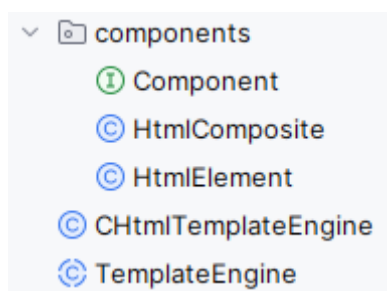 components
I Component
C HtmlComposite
C HtmlElement
C CHtmlTemplateEngine
C TemplateEngine